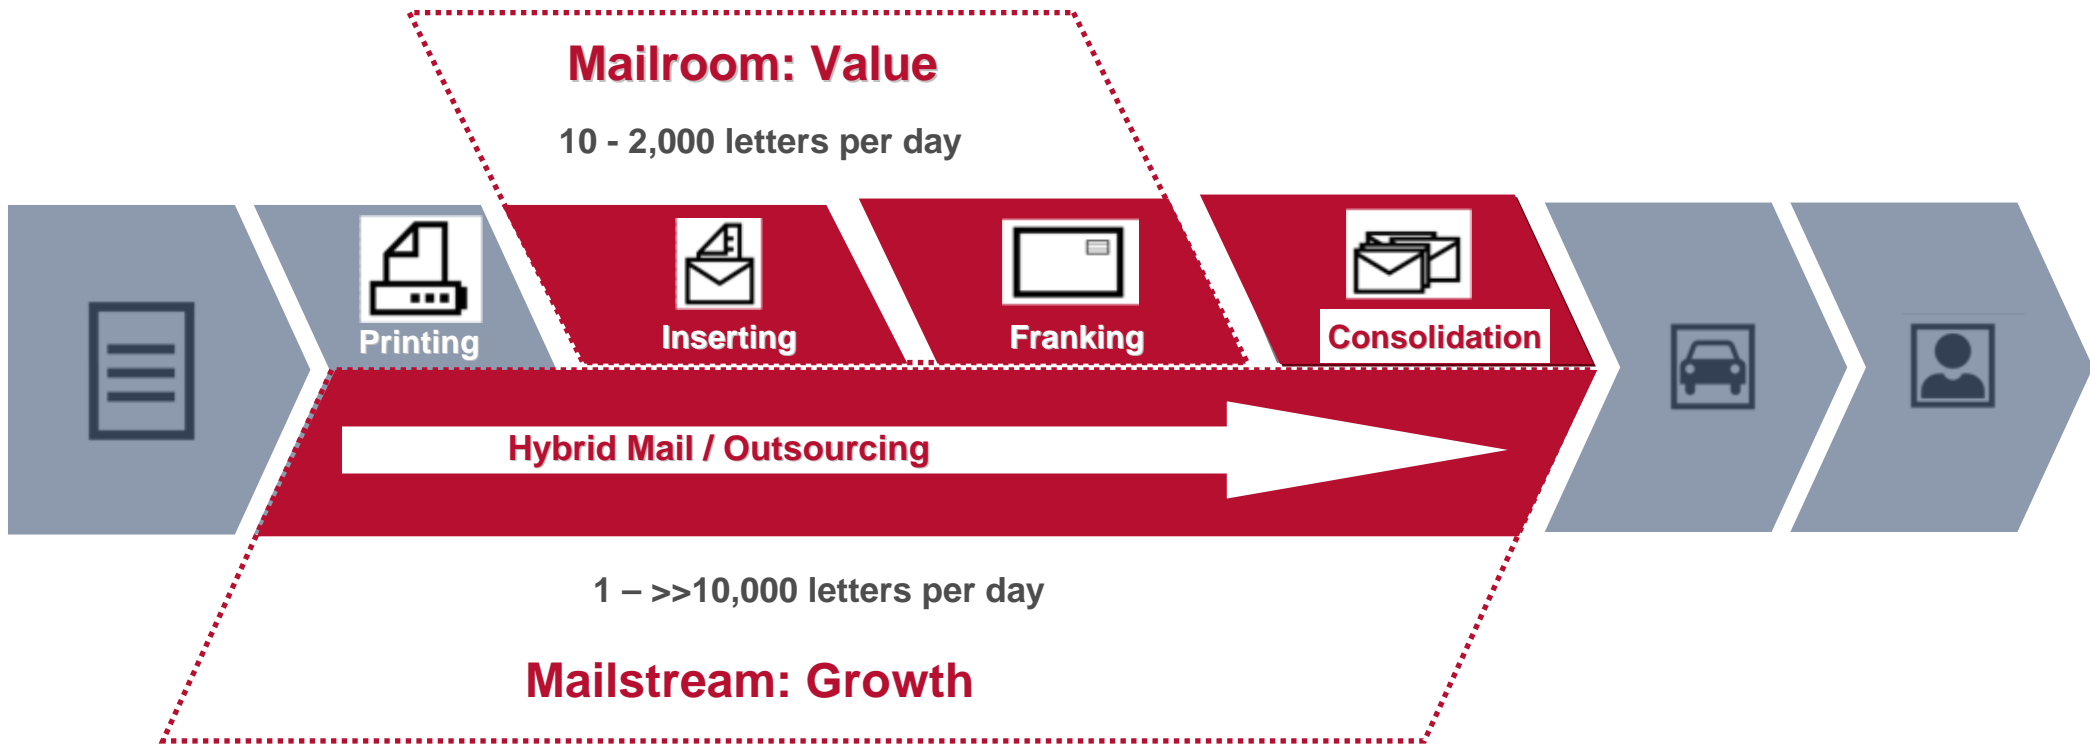 Mailroom: Value
10 - 2,000 letters per day
Printing
Inserting
Franking
Consolidation
Hybrid Mail / Outsourcing
1 – >>10,000 letters per day
Mailstream: Growth